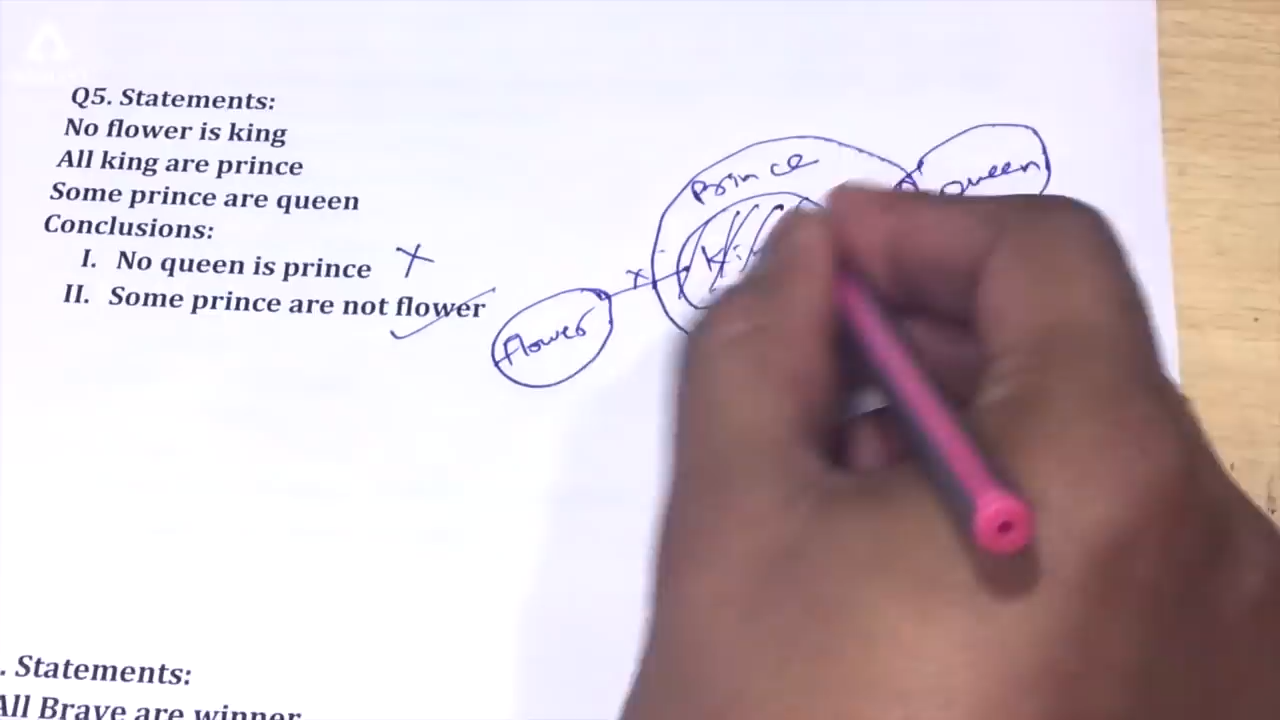 Q5. Statements:
No flower is king
All king are prince
Some prince are queen
Conclusions:
I. No queen is prince
II. Some prince are not flower
Prince
queen
flower
. Statements:
All Brave are winner